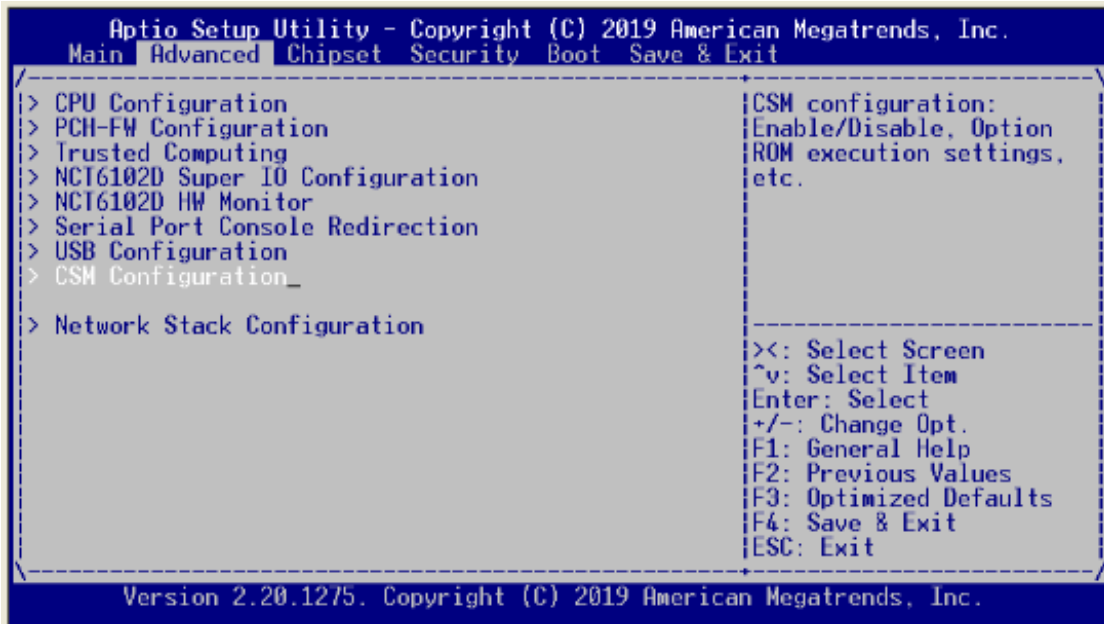 Aptio Setup Utility - Copyright (C) 2019 American Megatrends, Inc.
Main Advanced Chipset Security Boot Save & Exit
> CPU Configuration
> PCH-FW Configuration
> Trusted Computing
> NCT6102D Super IO Configuration
> NCT6102D HW Monitor
> Serial Port Console Redirection
> USB Configuration
> CSM Configuration_
> Network Stack Configuration
CSM configuration:
Enable/Disable, Option
ROM execution settings,
etc.
><: Select Screen
^v: Select Item
Enter: Select
+/-: Change Opt.
F1: General Help
F2: Previous Values
F3: Optimized Defaults
F4: Save & Exit
ESC: Exit
Version 2.20.1275. Copyright (C) 2019 American Megatrends, Inc.